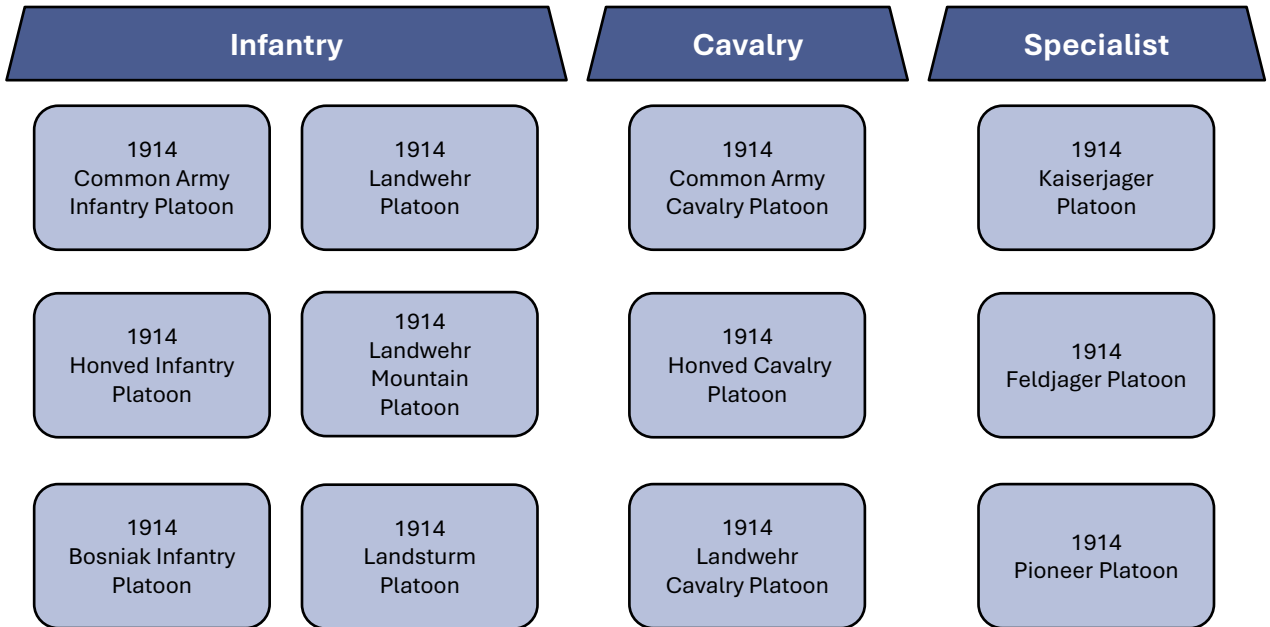 Infantry
Cavalry
Specialist
1914
Common Army
Infantry Platoon
1914
Landwehr
Platoon
1914
Common Army
Cavalry Platoon
1914
Kaiserjager
Platoon
1914
Honved Infantry
Platoon
1914
Landwehr
Mountain
Platoon
1914
Honved Cavalry
Platoon
1914
Feldjager Platoon
1914
Bosniak Infantry
Platoon
1914
Landsturm
Platoon
1914
Landwehr
Cavalry Platoon
1914
Pioneer Platoon